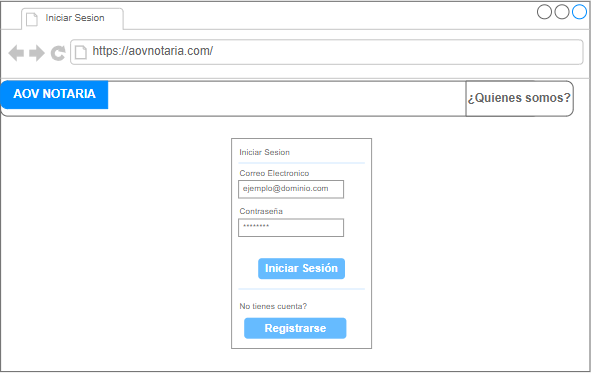 Iniciar Sesion
https://aovnotaria.com/
AOV NOTARIA
¿Quienes somos?
Iniciar Sesion
Correo Electronico
ejemplo@dominio.com
Contraseña
********
Iniciar Sesión
No tienes cuenta?
Registrarse